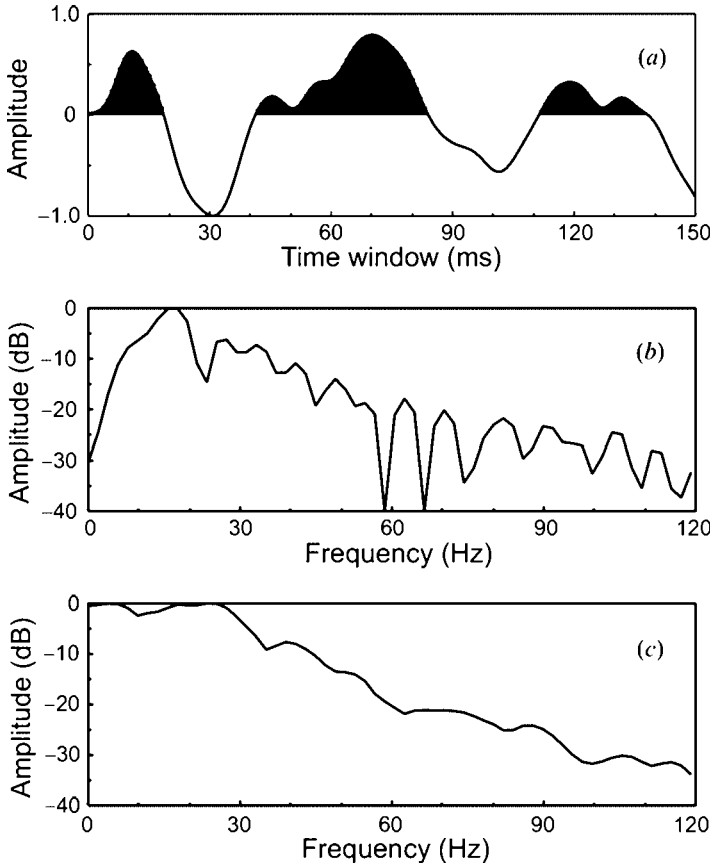 1.0
(a)
Amplitude
0
−1.0
0 30 60 90 120 150
Time window (ms)
0
(b)
−10
Amplitude (dB)
−20
−30
−40
0 30 60 90 120
Frequency (Hz)
0
(c)
−10
Amplitude (dB)
−20
−30
−40
0 30 60 90 120
Frequency (Hz)